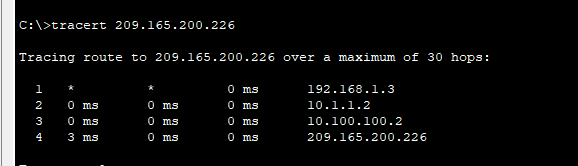 C:\>tracert 209.165.200.226
Tracing route to 209.165.200.226 over a maximum of 30 hops:
1 * * 0 ms 192.168.1.3
2 0 ms 0 ms 0 ms 10.1.1.2
3 0 ms 0 ms 0 ms 10.100.100.2
4 3 ms 0 ms 0 ms 209.165.200.226